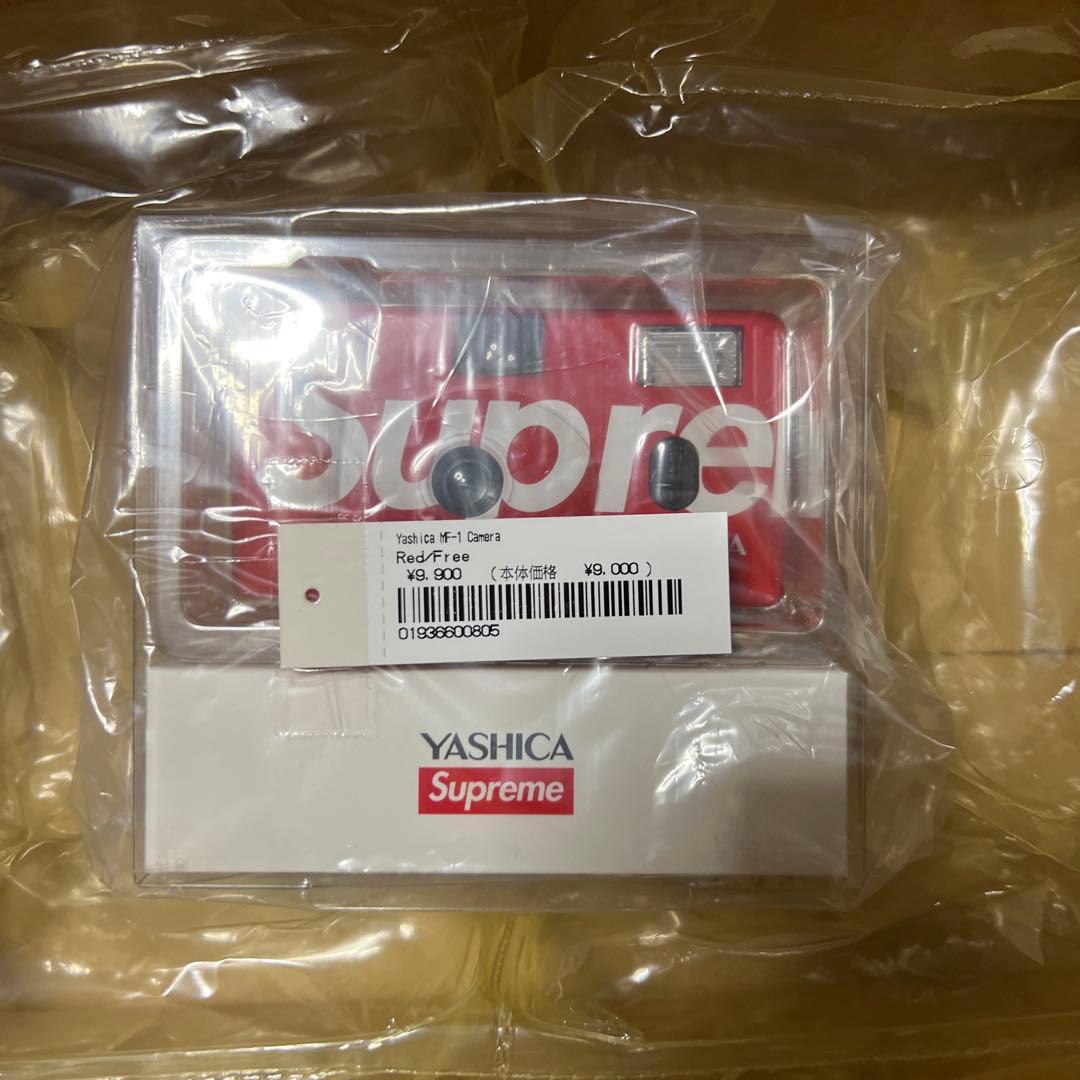 Supre
A
Yashica MF-1 Camera
Red/Free
¥9,900 (本体価格 ¥9,000 )
01936600805
YASHICA
Supreme